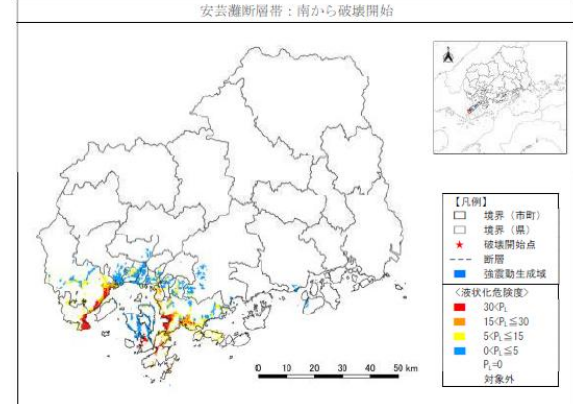 安芸灘断層帯：南から破壊開始
【凡例】
境界（市町）
境界（県）
破壊開始点
断層
強震動生成域
<液状化危険度>
30<PL
15<PL≦30
5<PL≦15
0<PL≦5
PL=0
対象外
0 10 20 30 40 50 km